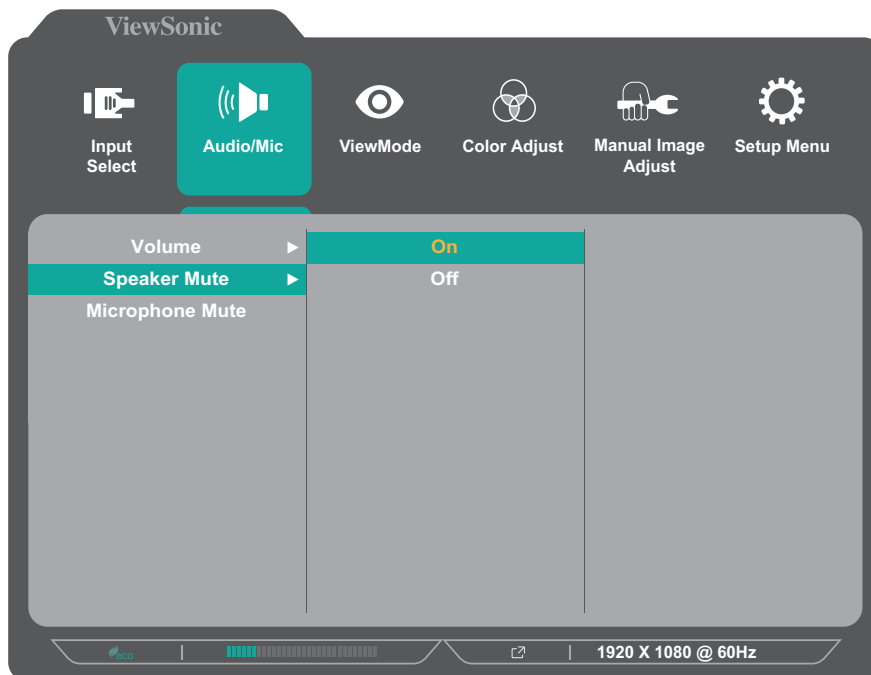 ViewSonic
Input
Select
Audio/Mic
ViewMode
Color Adjust
Manual Image
Adjust
Setup Menu
Volume
On
Speaker Mute
Off
Microphone Mute
eco
1920 X 1080 @ 60Hz